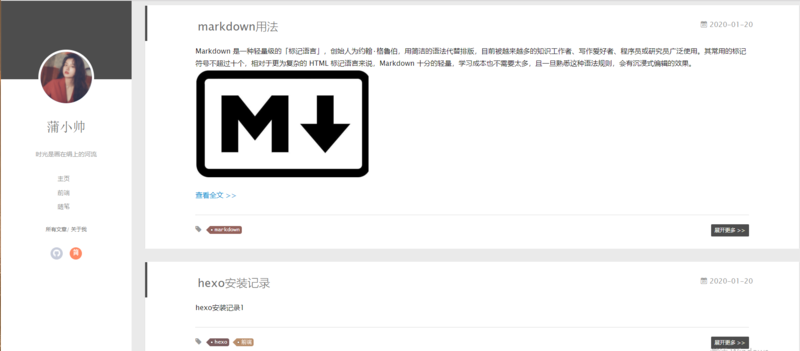 蒲小帅
时光是画在墙上的河流
主页
前端
随笔
所有文章 / 关于我
简
markdown用法
2020-01-20
Markdown 是一种轻量级的「标记语言」，创始人为约翰·格鲁伯，用简洁的语法代替排版，目前被越来越多的知识工作者、写作爱好者、程序员或研究员广泛使用。其常用的标记
符号不超过十个，相对于更为复杂的 HTML 标记语言来说，Markdown 十分的轻量，学习成本也不需要太多，且一旦熟悉这种语法规则，会有沉浸式编辑的效果。
M
查看全文 >>
markdown
展开更多 >>
hexo安装记录
2020-01-20
hexo安装记录1
hexo
前端
展开更多 >>